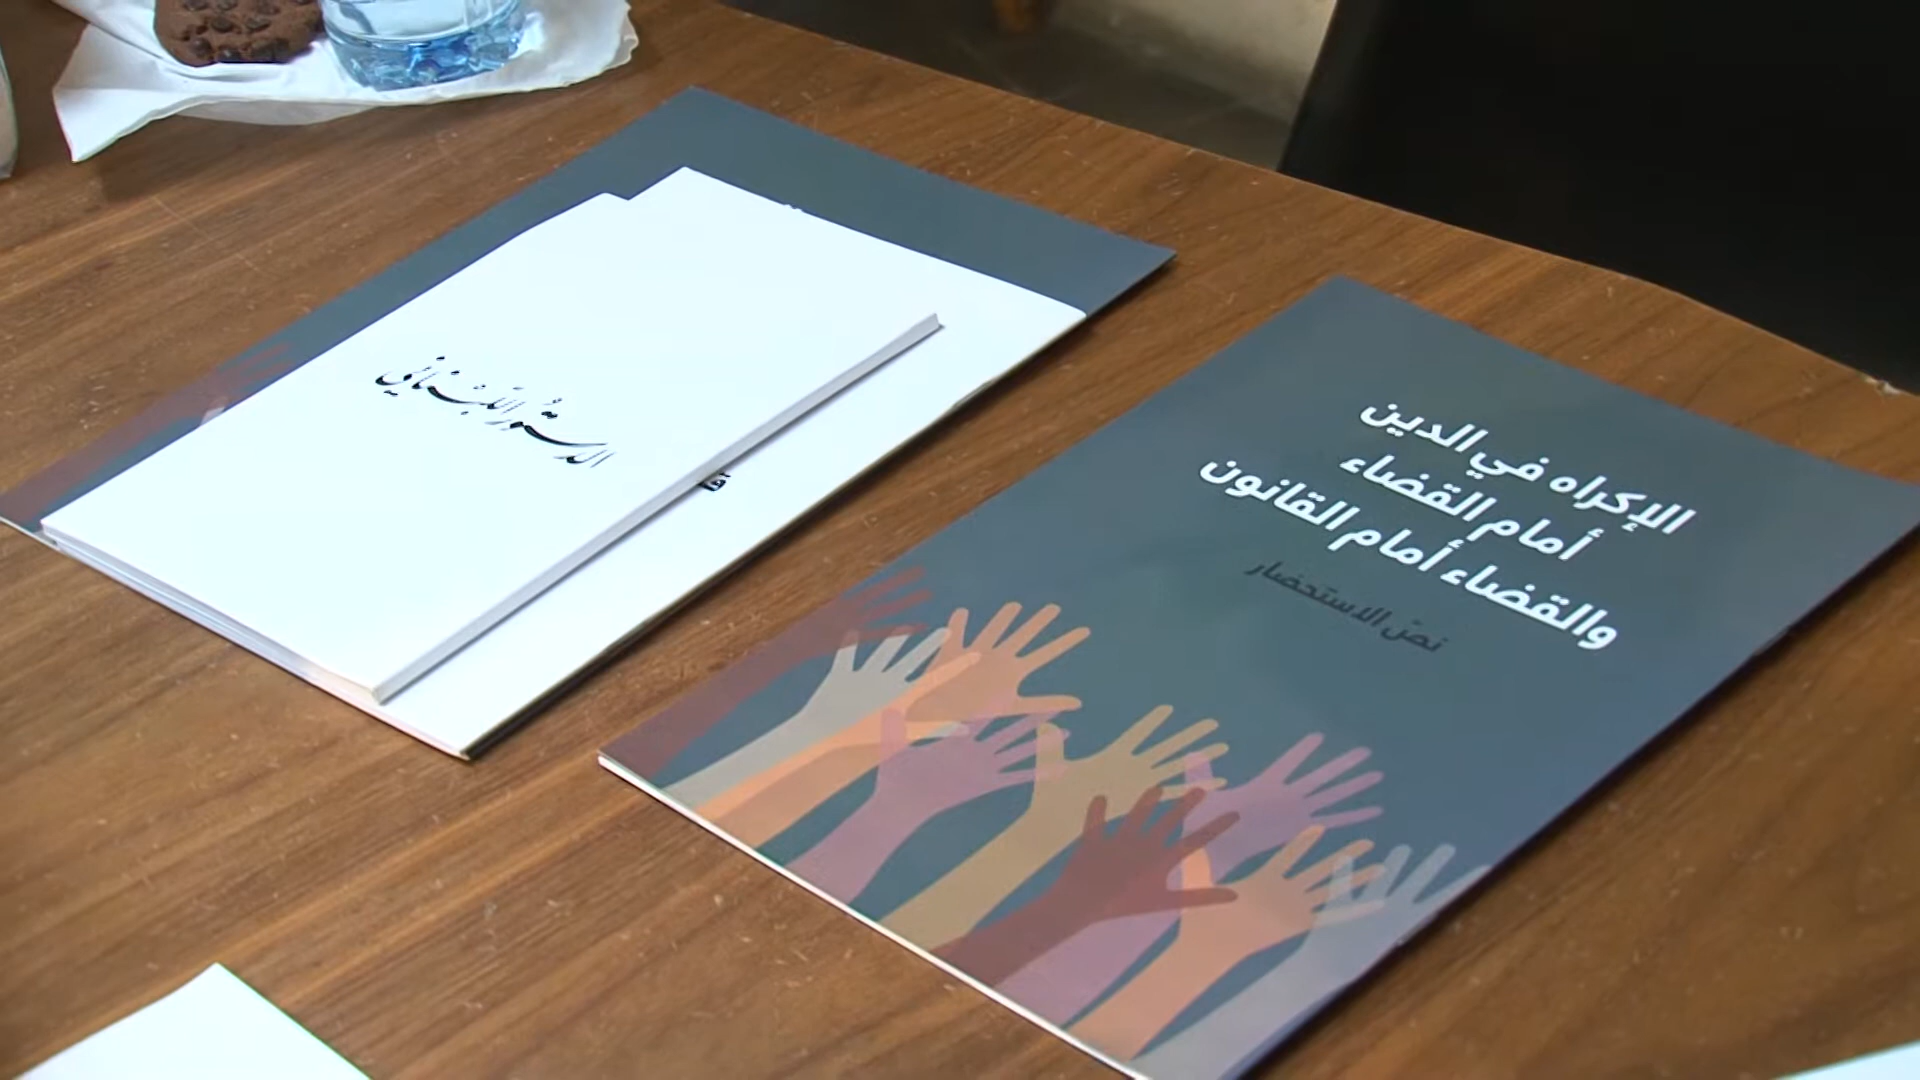 الإكراه في الدين
أمام القضاء
والقضاء أمام القانون
نصّ الاستحضار
الدستور اللبناني